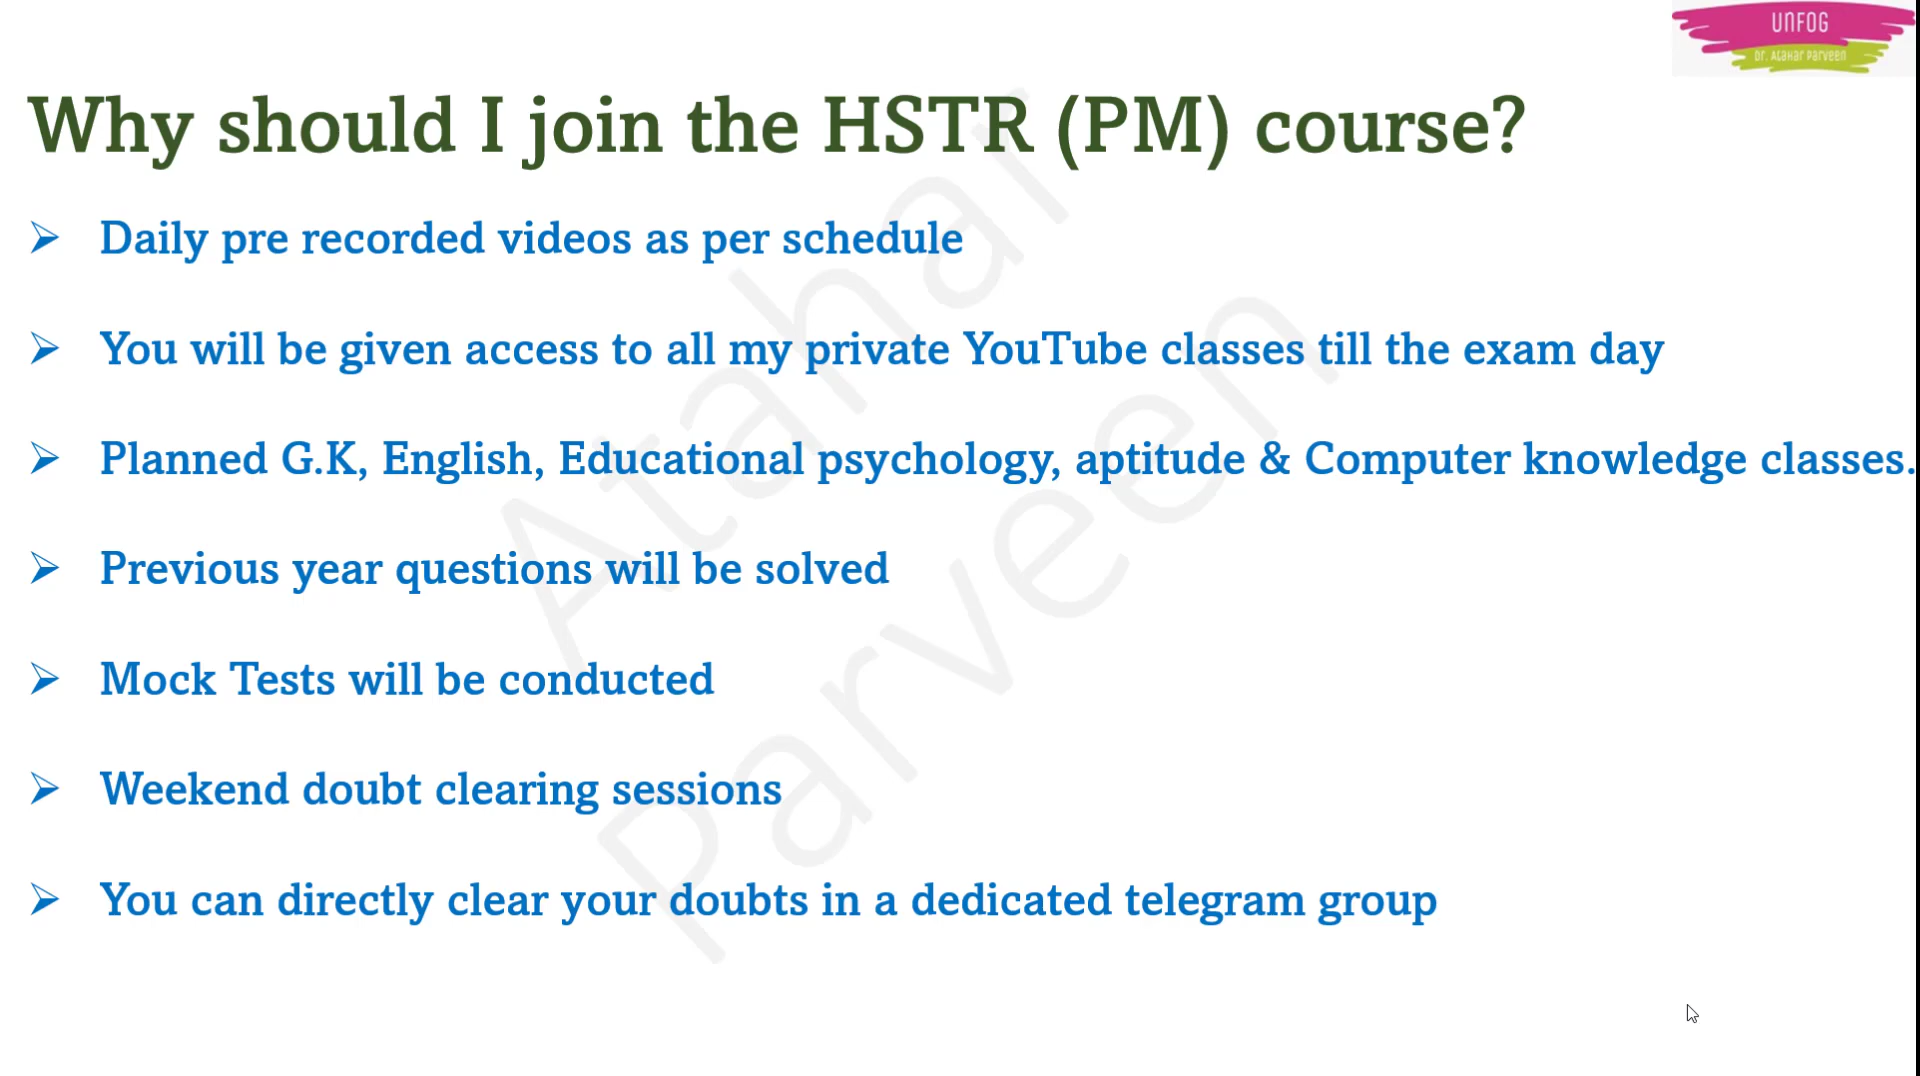 UNFOG
Dr. Atahar Parveen
Why should I join the HSTR (PM) course?
➢ Daily pre recorded videos as per schedule
➢ You will be given access to all my private YouTube classes till the exam day
➢ Planned G.K, English, Educational psychology, aptitude & Computer knowledge classes.
➢ Previous year questions will be solved
➢ Mock Tests will be conducted
➢ Weekend doubt clearing sessions
➢ You can directly clear your doubts in a dedicated telegram group
Atahar
Parveen